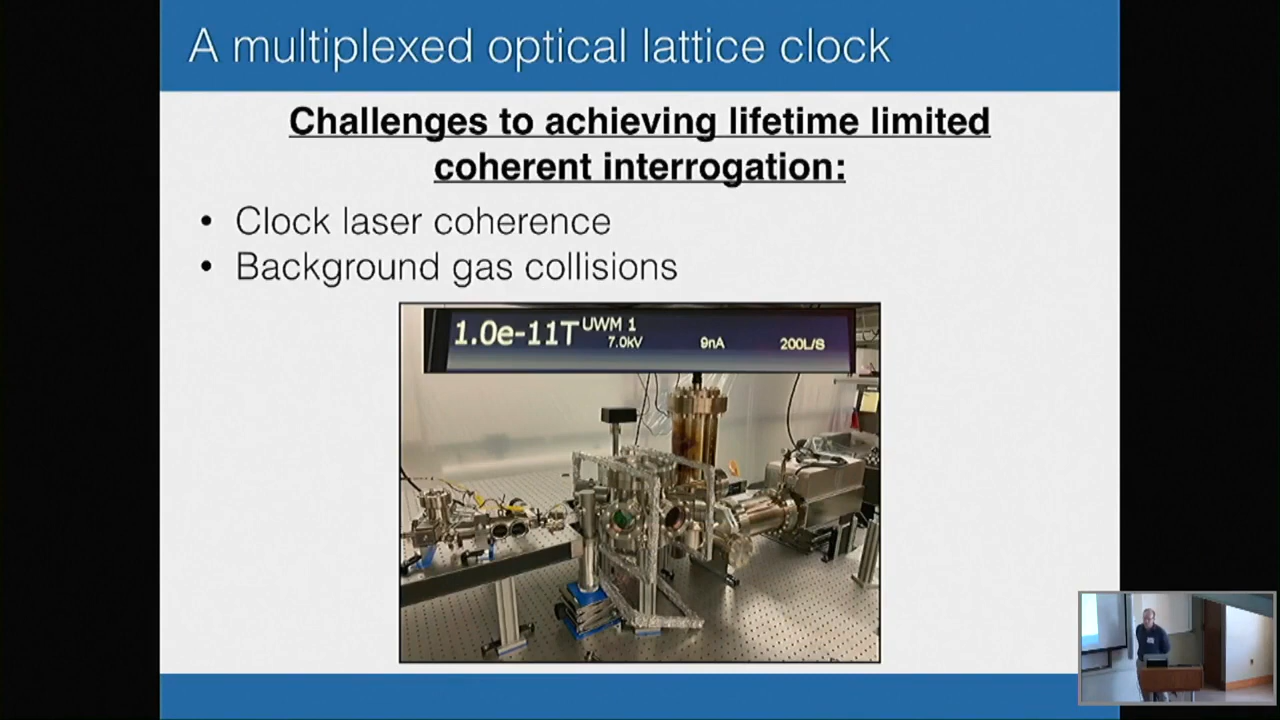 A multiplexed optical lattice clock
Challenges to achieving lifetime limited
coherent interrogation:
• Clock laser coherence
• Background gas collisions
1.0e-11T UWM 1
7.0kV 9nA 200L/S